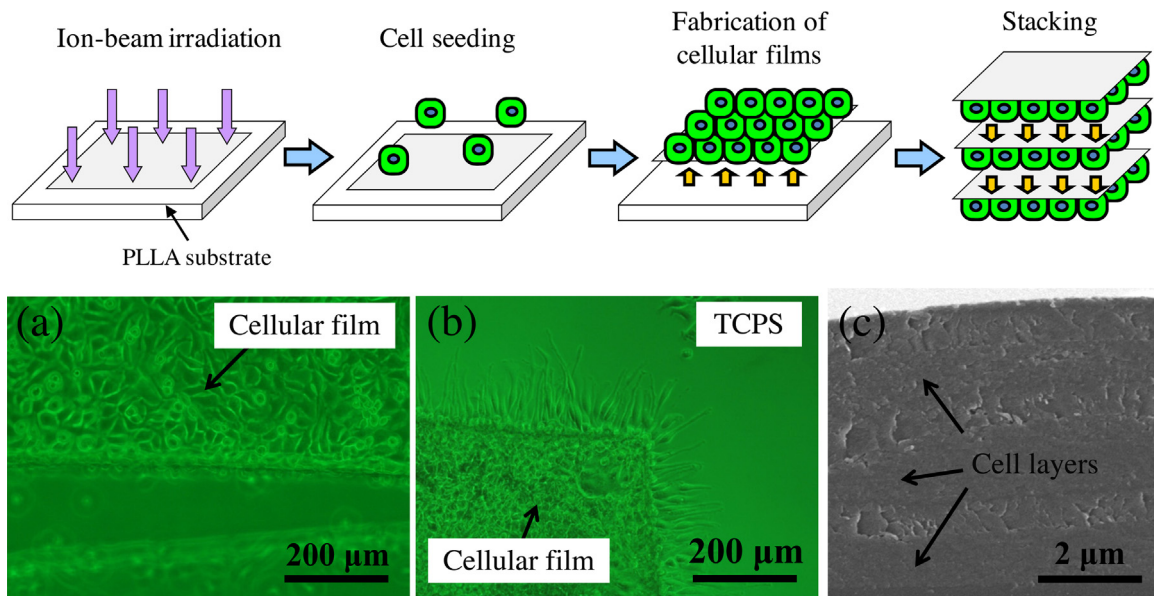 Ion-beam irradiation
Cell seeding
Fabrication of
cellular films
Stacking
PLLA substrate
(a)
Cellular film
200 μm
(b)
TCPS
Cellular film
200 μm
(c)
Cell layers
2 μm